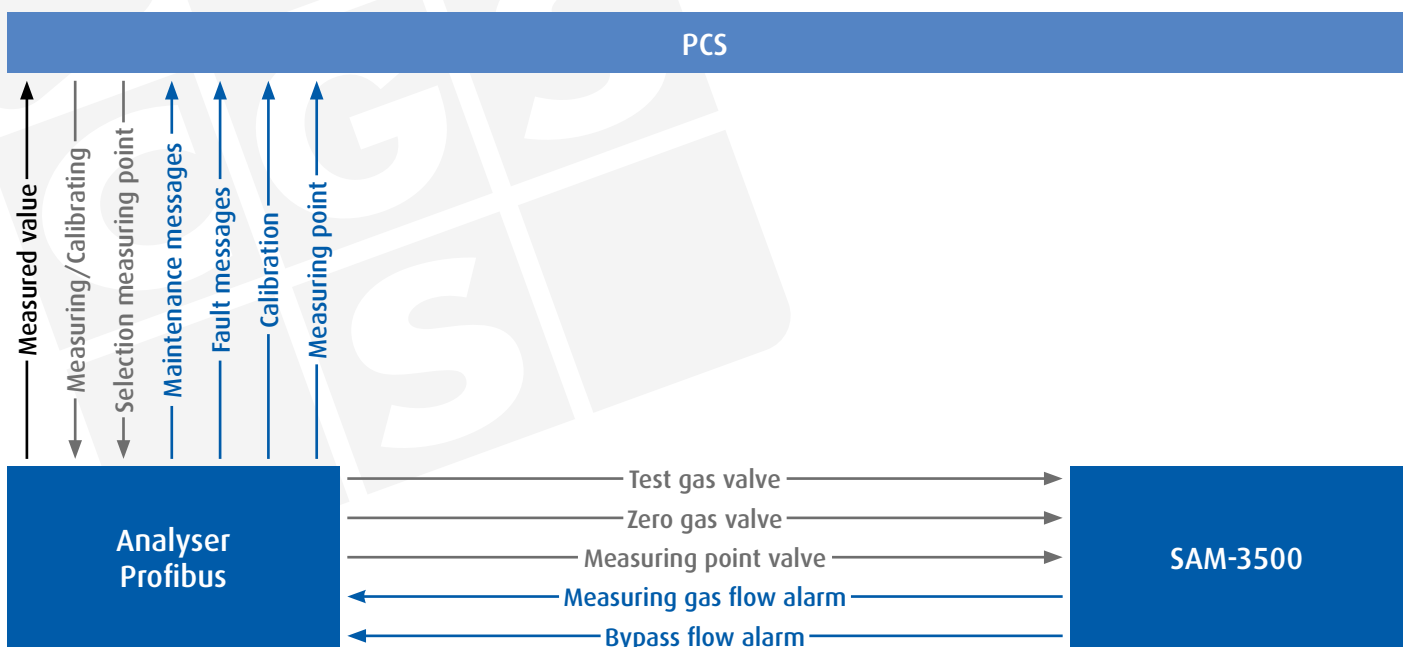 PCS
Measured value
Measuring/Calibrating
Selection measuring point
Maintenance messages
Fault messages
Calibration
Measuring point
Analyser
Profibus
Test gas valve
Zero gas valve
Measuring point valve
Measuring gas flow alarm
Bypass flow alarm
SAM-3500
CGS
S